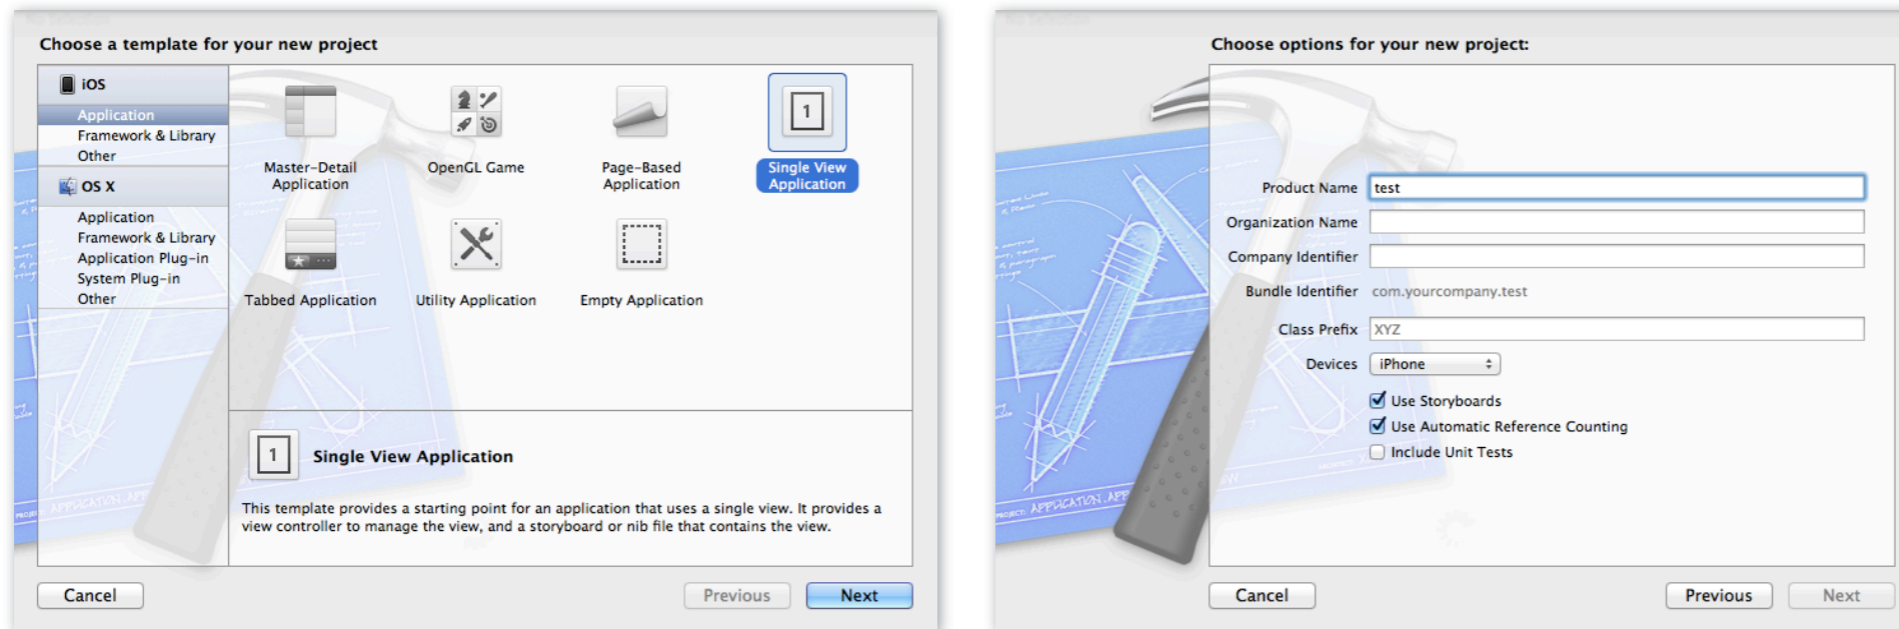 Choose a template for your new project
iOS
Application
Framework & Library
Other
OS X
Application
Framework & Library
Application Plug-in
System Plug-in
Other
Master-Detail
Application
OpenGL Game
Page-Based
Application
1
Single View
Application
Tabbed Application
Utility Application
Empty Application
1
Single View Application
This template provides a starting point for an application that uses a single view. It provides a
view controller to manage the view, and a storyboard or nib file that contains the view.
Cancel
Previous
Next
Choose options for your new project:
Product Name test
Organization Name
Company Identifier
Bundle Identifier com.yourcompany.test
Class Prefix XYZ
Devices iPhone
Use Storyboards
Use Automatic Reference Counting
Include Unit Tests
Cancel
Previous
Next